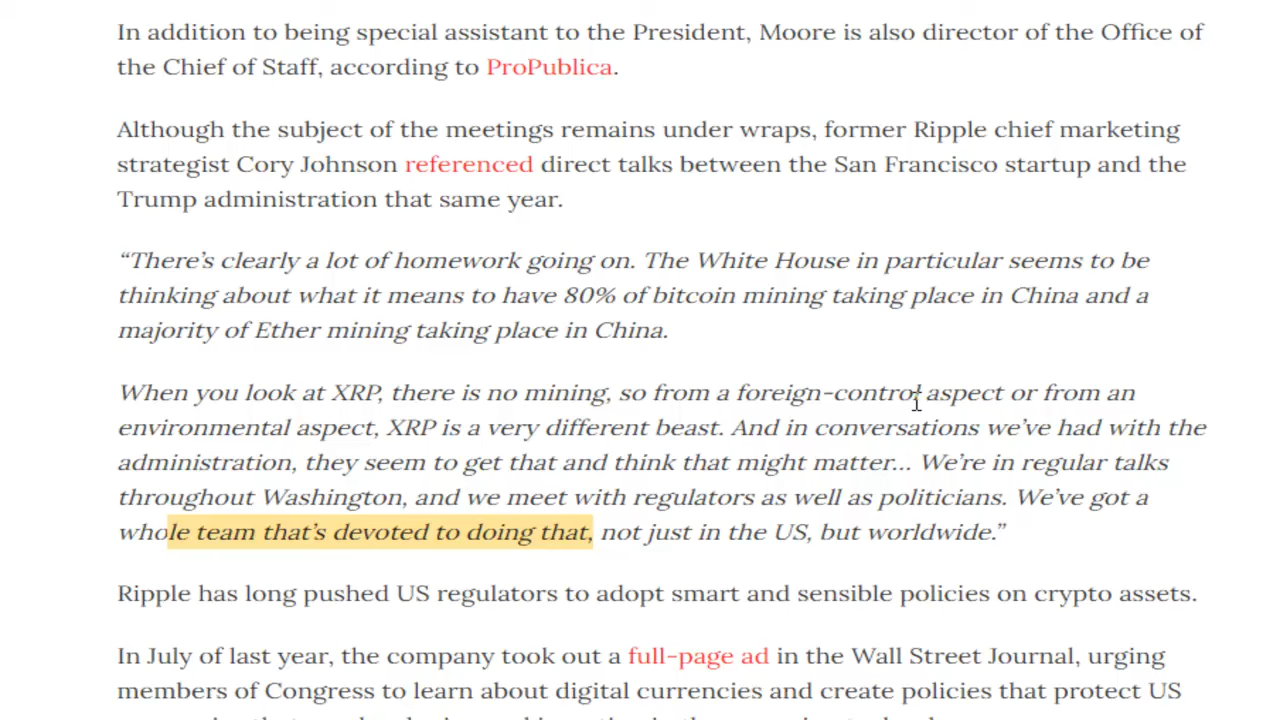 In addition to being special assistant to the President, Moore is also director of the Office of
the Chief of Staff, according to ProPublica.
Although the subject of the meetings remains under wraps, former Ripple chief marketing
strategist Cory Johnson referenced direct talks between the San Francisco startup and the
Trump administration that same year.
“There’s clearly a lot of homework going on. The White House in particular seems to be
thinking about what it means to have 80% of bitcoin mining taking place in China and a
majority of Ether mining taking place in China.
When you look at XRP, there is no mining, so from a foreign-control aspect or from an
environmental aspect, XRP is a very different beast. And in conversations we’ve had with the
administration, they seem to get that and think that might matter… We’re in regular talks
throughout Washington, and we meet with regulators as well as politicians. We’ve got a
whole team that’s devoted to doing that, not just in the US, but worldwide.”
Ripple has long pushed US regulators to adopt smart and sensible policies on crypto assets.
In July of last year, the company took out a full-page ad in the Wall Street Journal, urging
members of Congress to learn about digital currencies and create policies that protect US